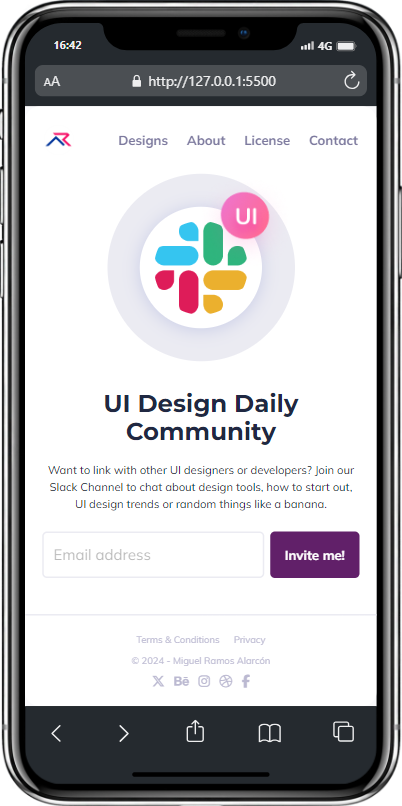 16:42
4G
AA
http://127.0.0.1:5500
Designs About License Contact
UI
UI Design Daily
Community
Want to link with other UI designers or developers? Join our
Slack Channel to chat about design tools, how to start out,
UI design trends or random things like a banana.
Email address
Invite me!
Terms & Conditions Privacy
© 2024 - Miguel Ramos Alarcón
Bē